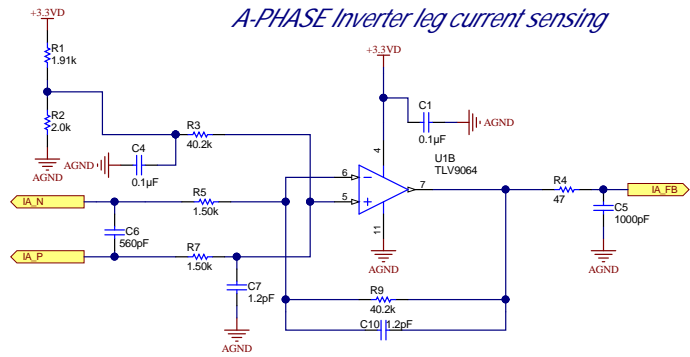 A-PHASE Inverter leg current sensing
+3.3VD
R1
1.91k
R2
2.0k
AGND
+3.3VD
C1
0.1µF
AGND
R3
40.2k
C4
AGND
0.1µF
4
U1B
TLV9064
6
5
7
11
AGND
IA_N
R5
1.50k
C6
560pF
IA_P
R7
1.50k
C7
1.2pF
AGND
R9
40.2k
C10 1.2pF
R4
47
IA_FB
C5
1000pF
AGND